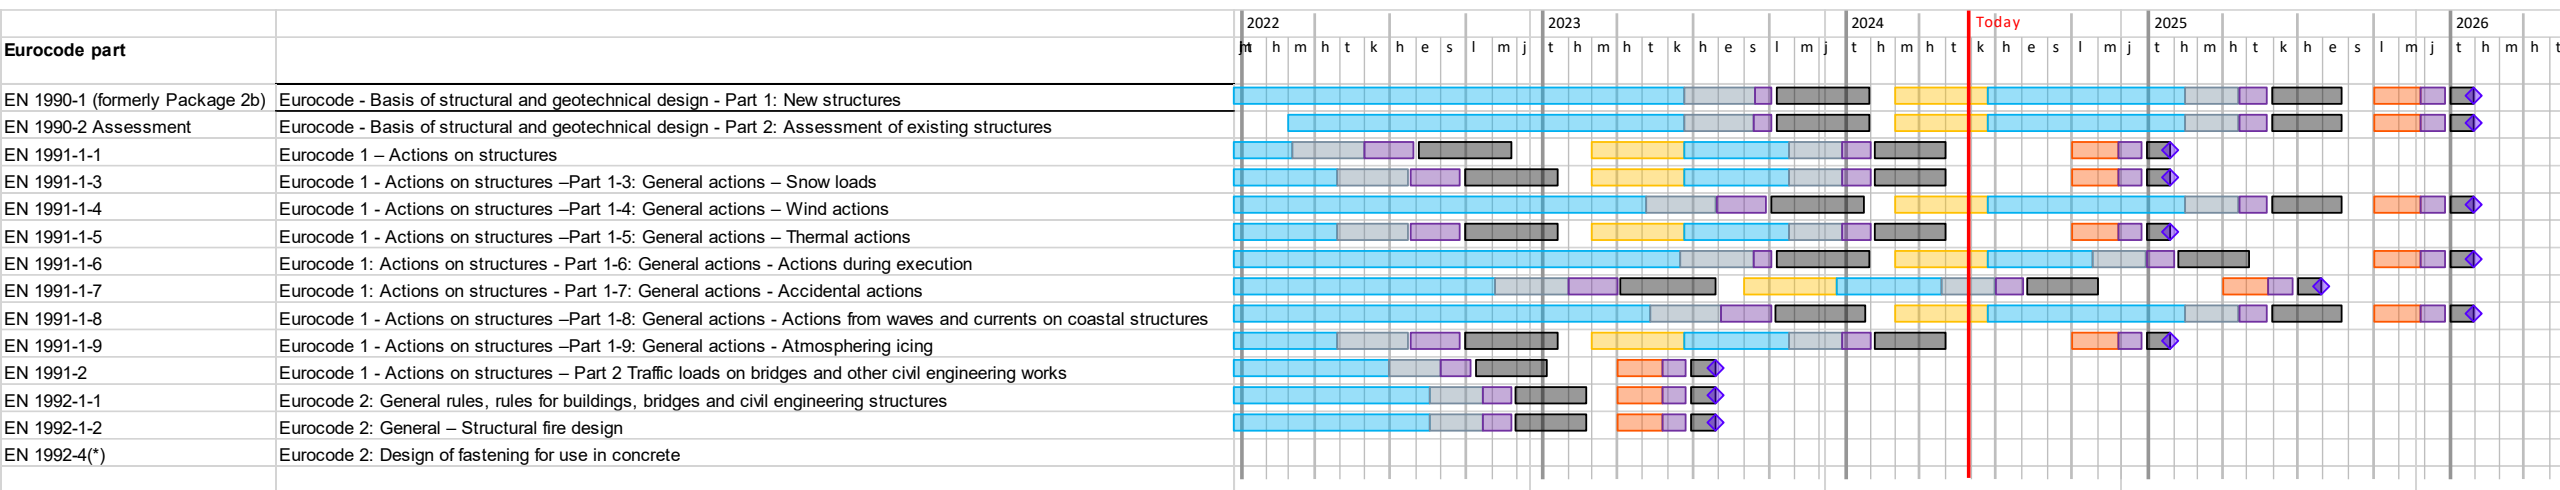 2022 2023 2024 Today 2025 2026
Eurocode part
h m h t k h e s l m j t h m h t k h e s l m j t h m h t k h e s l m j t h m h t k h e s l m j t h m h t
EN 1990-1 (formerly Package 2b) Eurocode - Basis of structural and geotechnical design - Part 1: New structures
EN 1990-2 Assessment Eurocode - Basis of structural and geotechnical design - Part 2: Assessment of existing structures
EN 1991-1-1 Eurocode 1 – Actions on structures
EN 1991-1-3 Eurocode 1 - Actions on structures –Part 1-3: General actions – Snow loads
EN 1991-1-4 Eurocode 1 - Actions on structures –Part 1-4: General actions – Wind actions
EN 1991-1-5 Eurocode 1 - Actions on structures –Part 1-5: General actions – Thermal actions
EN 1991-1-6 Eurocode 1: Actions on structures - Part 1-6: General actions - Actions during execution
EN 1991-1-7 Eurocode 1: Actions on structures - Part 1-7: General actions - Accidental actions
EN 1991-1-8 Eurocode 1 - Actions on structures –Part 1-8: General actions - Actions from waves and currents on coastal structures
EN 1991-1-9 Eurocode 1 - Actions on structures –Part 1-9: General actions - Atmosphering icing
EN 1991-2 Eurocode 1 - Actions on structures – Part 2 Traffic loads on bridges and other civil engineering works
EN 1992-1-1 Eurocode 2: General rules, rules for buildings, bridges and civil engineering structures
EN 1992-1-2 Eurocode 2: General – Structural fire design
EN 1992-4(*) Eurocode 2: Design of fastening for use in concrete